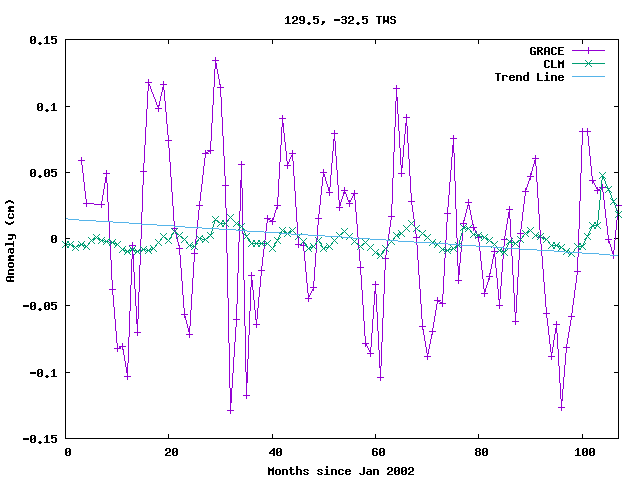 129.5, -32.5 TWS
GRACE
CLM
Trend Line
0.15
0.1
0.05
0
-0.05
-0.1
-0.15
Anomaly (cm)
0 20 40 60 80 100
Months since Jan 2002